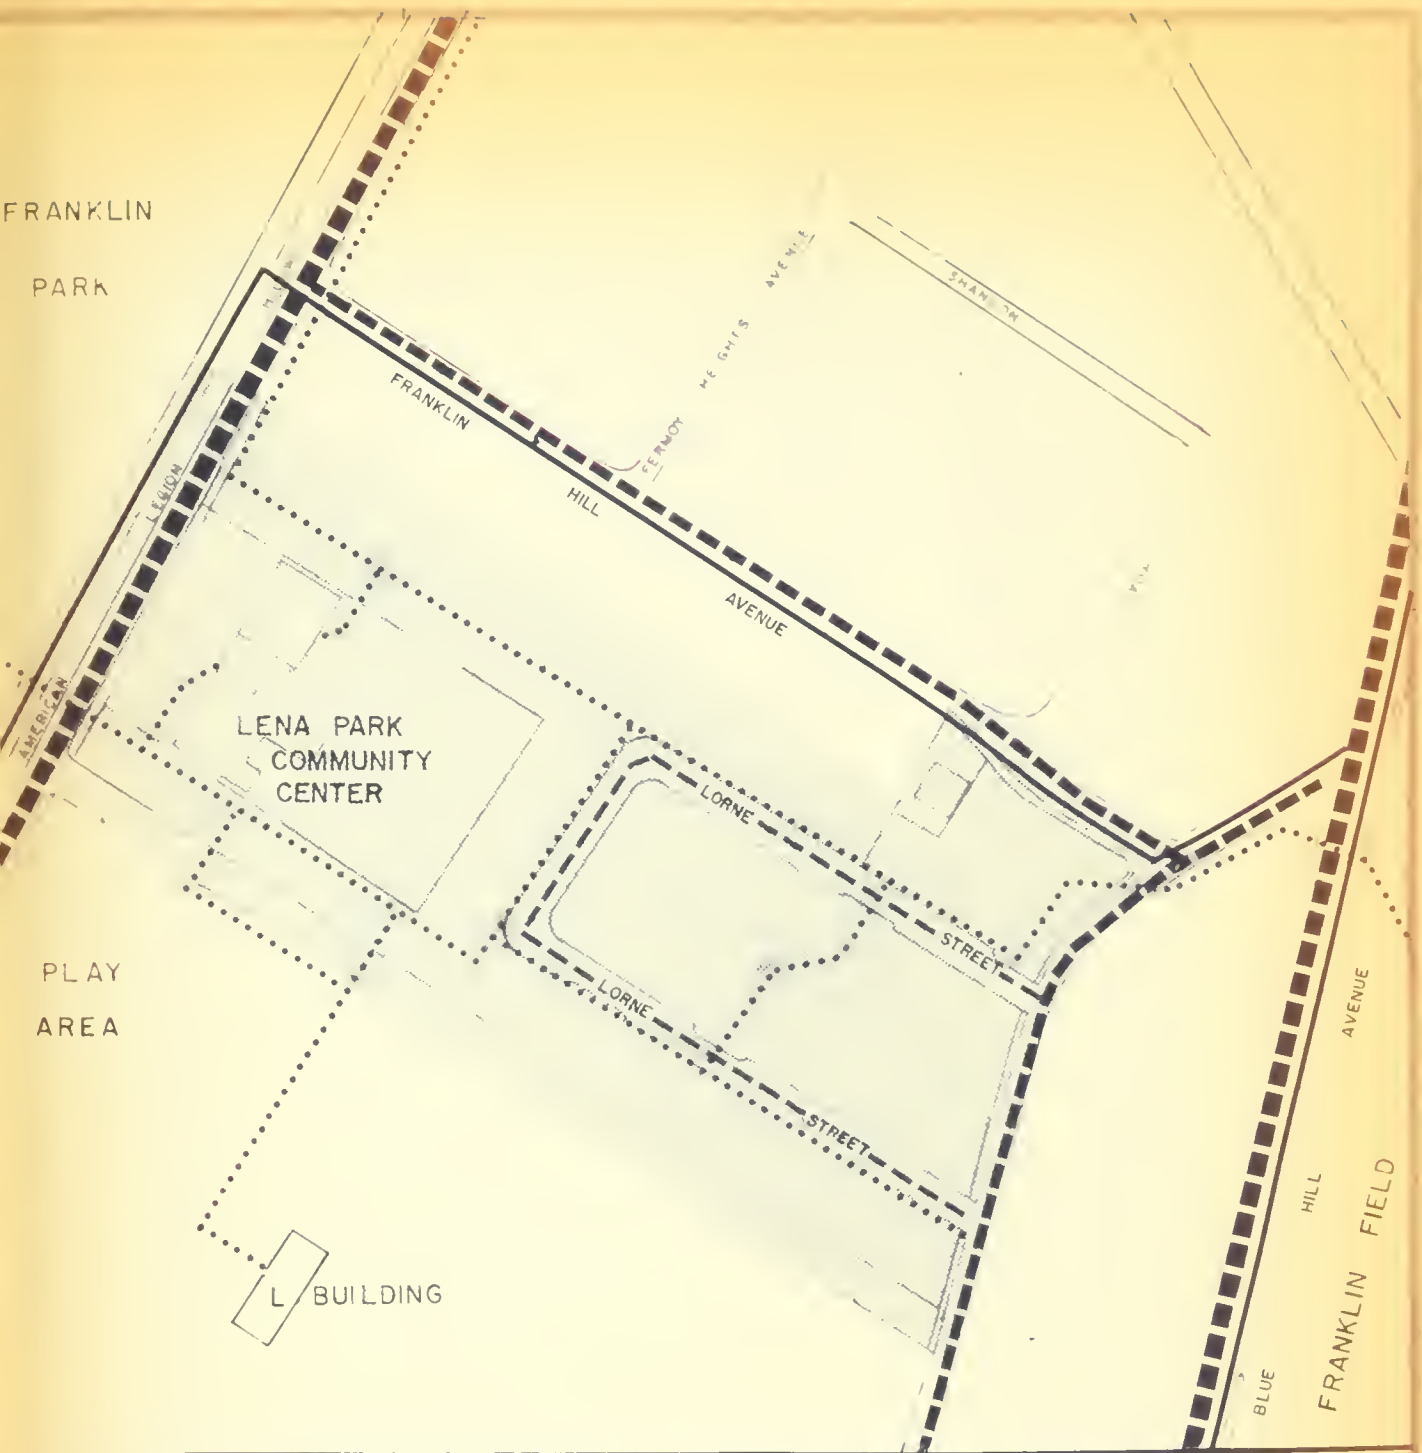 FRANKLIN
PARK
FRANKLIN
HILL
AVENUE
FERMOY HEIGHTS AVENUE
AMERICAN LEGION
LENA PARK
COMMUNITY
CENTER
LORNE
STREET
LORNE
STREET
PLAY
AREA
L BUILDING
BLUE HILL AVENUE
FRANKLIN FIELD